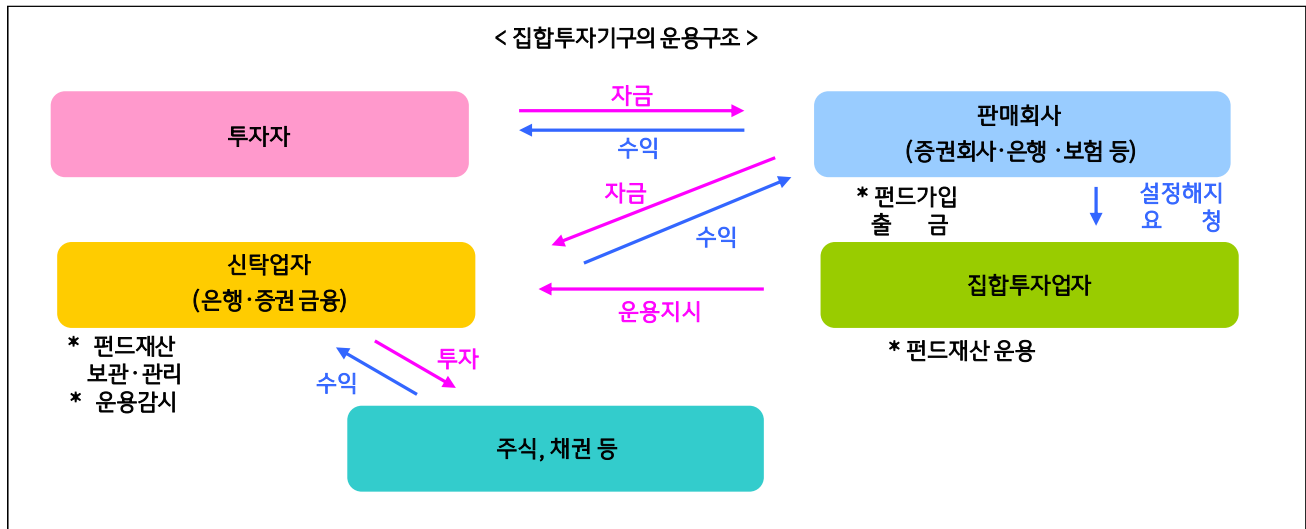 < 집합투자기구의 운용구조 >
투자자
자금
수익
판매회사
(증권회사·은행 ·보험 등)
자금
수익
* 펀드가입
출 금
설정해지
요 청
신탁업자
(은행·증권 금융)
운용지시
집합투자업자
* 펀드재산
보관·관리
* 운용감시
수익
투자
* 펀드재산 운용
주식, 채권 등